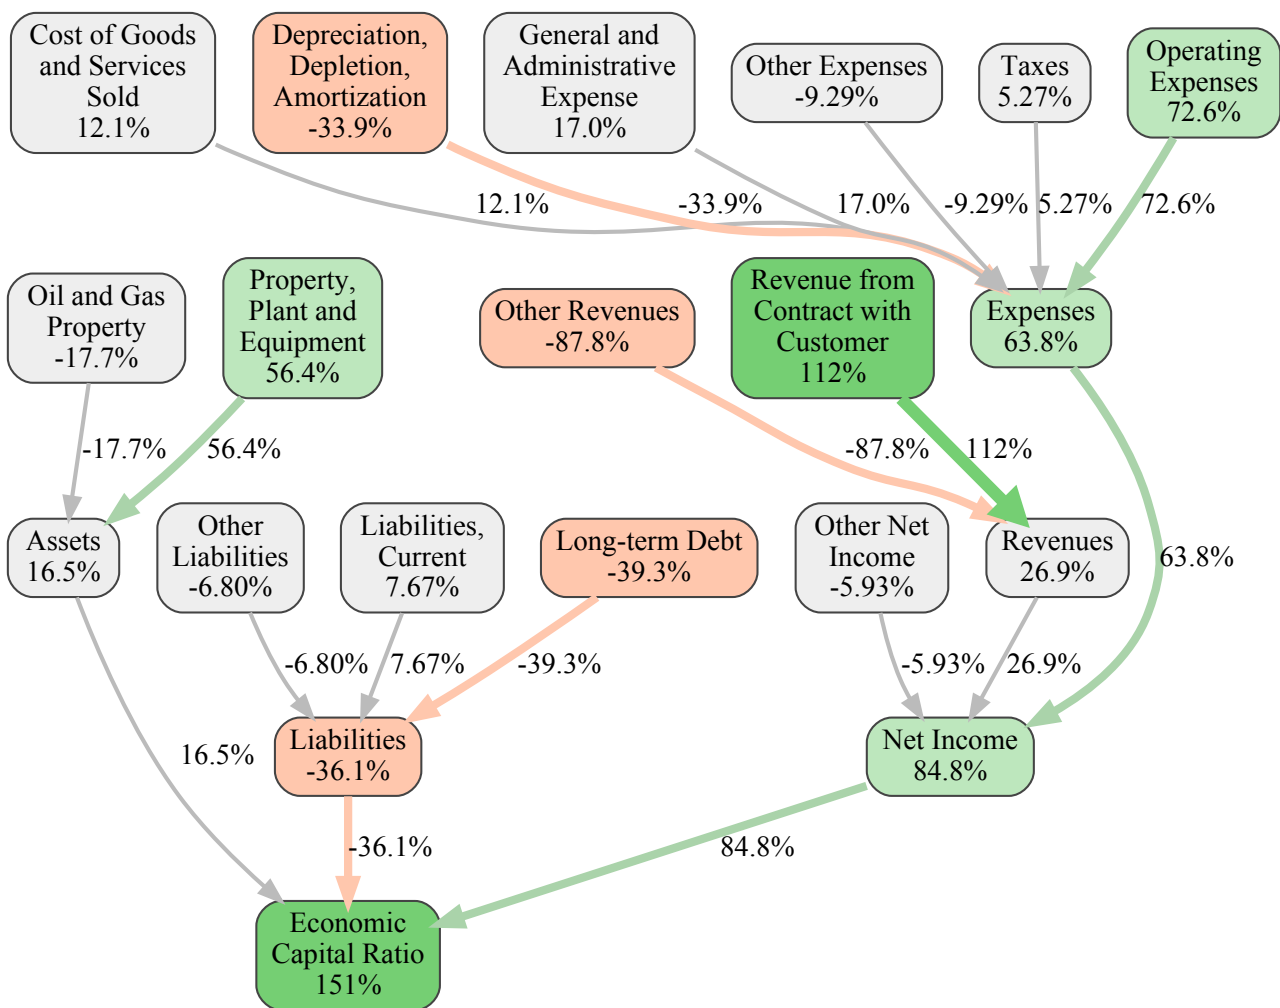 Cost of Goods
and Services
Sold
12.1%
Depreciation,
Depletion,
Amortization
-33.9%
General and
Administrative
Expense
17.0%
Other Expenses
-9.29%
Taxes
5.27%
Operating
Expenses
72.6%
12.1%
-33.9%
17.0%
-9.29%
5.27%
72.6%
Oil and Gas
Property
-17.7%
Property,
Plant and
Equipment
56.4%
Other Revenues
-87.8%
Revenue from
Contract with
Customer
112%
Expenses
63.8%
-17.7%
56.4%
-87.8%
112%
Assets
16.5%
Other
Liabilities
-6.80%
Liabilities,
Current
7.67%
Long-term Debt
-39.3%
Other Net
Income
-5.93%
Revenues
26.9%
63.8%
-6.80%
7.67%
-39.3%
-5.93%
26.9%
16.5%
Liabilities
-36.1%
Net Income
84.8%
-36.1%
84.8%
Economic
Capital Ratio
151%